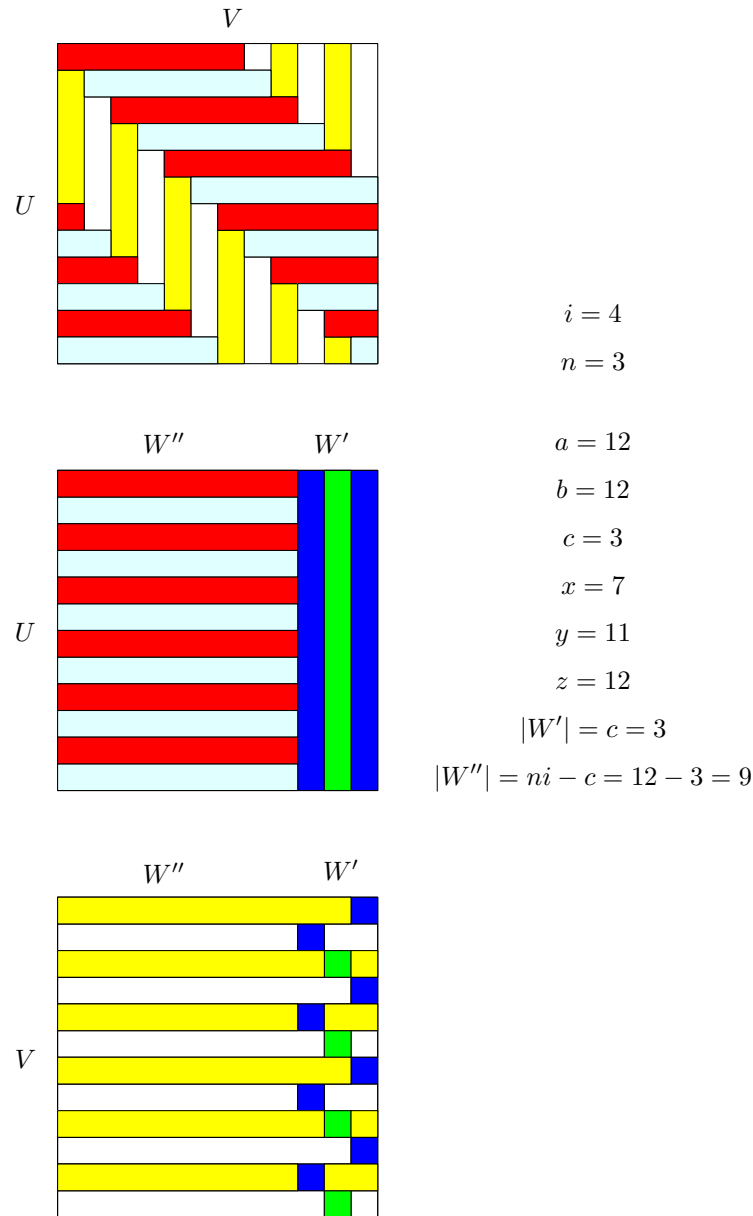 V
U
i = 4
n = 3
W'' W'
a = 12
b = 12
c = 3
x = 7
U
y = 11
z = 12
|W'| = c = 3
|W''| = ni − c = 12 − 3 = 9
W'' W'
V